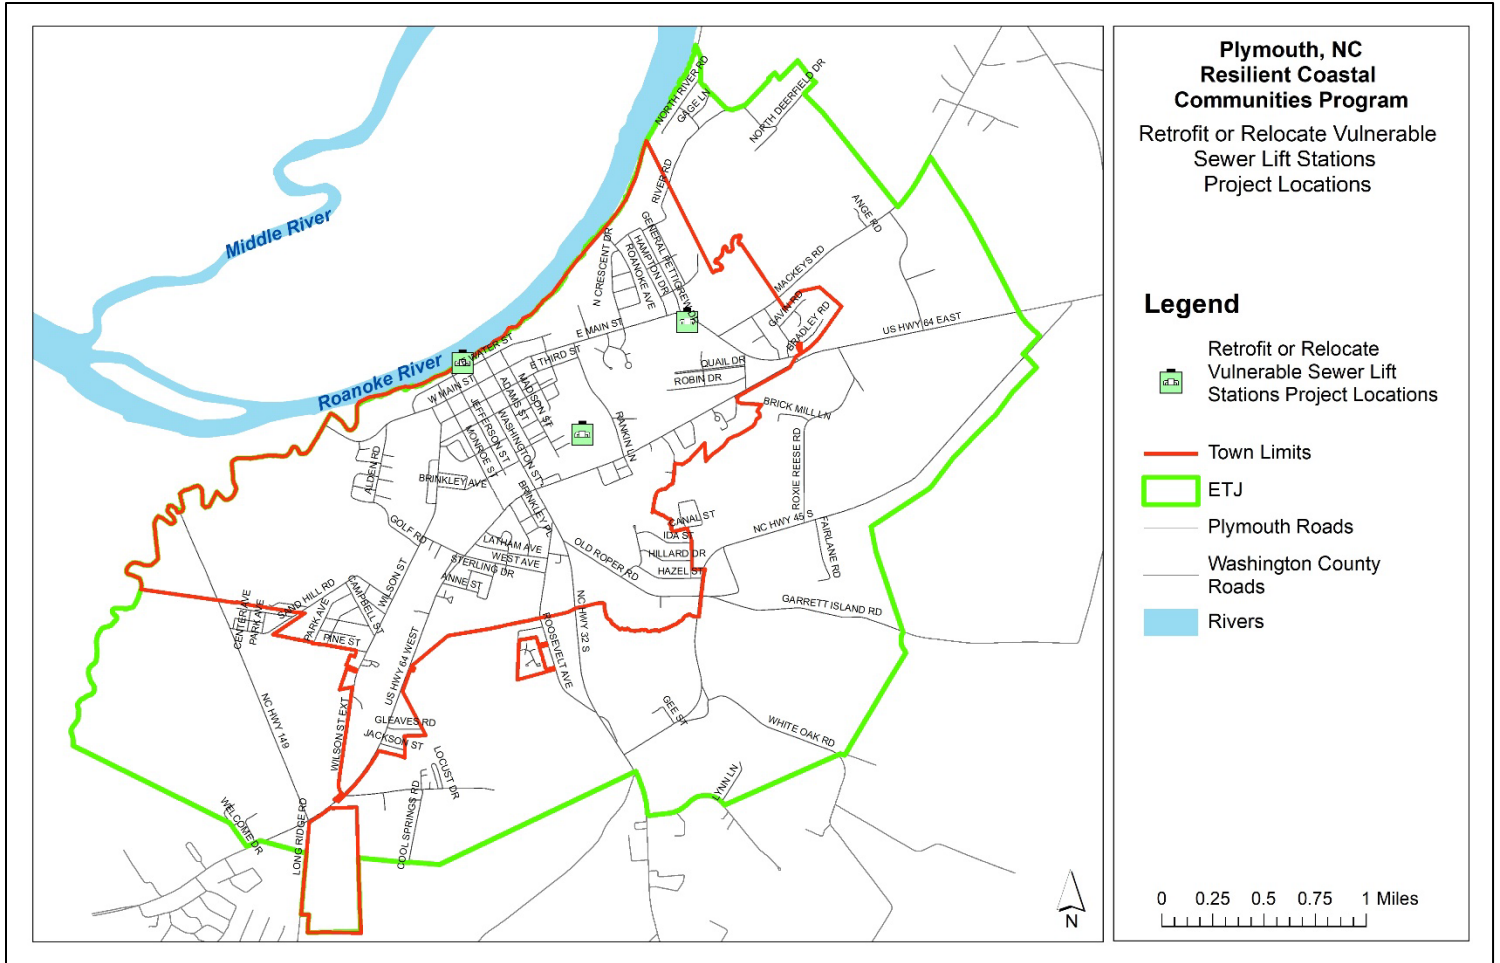 Plymouth, NC
Resilient Coastal
Communities Program
Retrofit or Relocate Vulnerable
Sewer Lift Stations
Project Locations
Legend
Retrofit or Relocate
Vulnerable Sewer Lift
Stations Project Locations
Town Limits
ETJ
Plymouth Roads
Washington County
Roads
Rivers
0 0.25 0.5 0.75 1 Miles
N
Middle River
Roanoke River
NORTH RIVER RD
GAGE LN
NORTH DEERFIELD DR
RIVER RD
ANGE RD
GENERAL PETTIGREW DR
HAMPTON DR
ROANOKE AVE
N CRESCENT DR
MACKEYS RD
GAVIN RD
BRADLEY RD
US HWY 64 EAST
E MAIN ST
WATER ST
E THIRD ST
W MAIN ST
QUAIL DR
ROBIN DR
MADISON ST
ADAMS ST
WASHINGTON ST
JEFFERSON ST
MONROE ST
RANKIN LN
BRICK MILL LN
ROXIE REESE RD
ALDEN RD
BRINKLEY AVE
BRINKLEY PL
GOLF RD
CANAL ST
IDA ST
HILLARD DR
HAZEL ST
NC HWY 45 S
FAIRLANE RD
LATHAM AVE
WEST AVE
STERLING DR
ANNE ST
OLD ROPER RD
GARRETT ISLAND RD
WILSON ST
CAMPBELL ST
SAND HILL RD
PARK AVE
CENTER AVE
PARK AVE
PINE ST
NC HWY 32 S
ROOSEVELT AVE
US HWY 64 WEST
NC HWY 149
WILSON ST EXT
GLEAVES RD
JACKSON ST
LOCUST DR
GEE ST
WHITE OAK RD
LYNN LN
COOL SPRINGS RD
LONG RIDGE RD
WELCOME DR